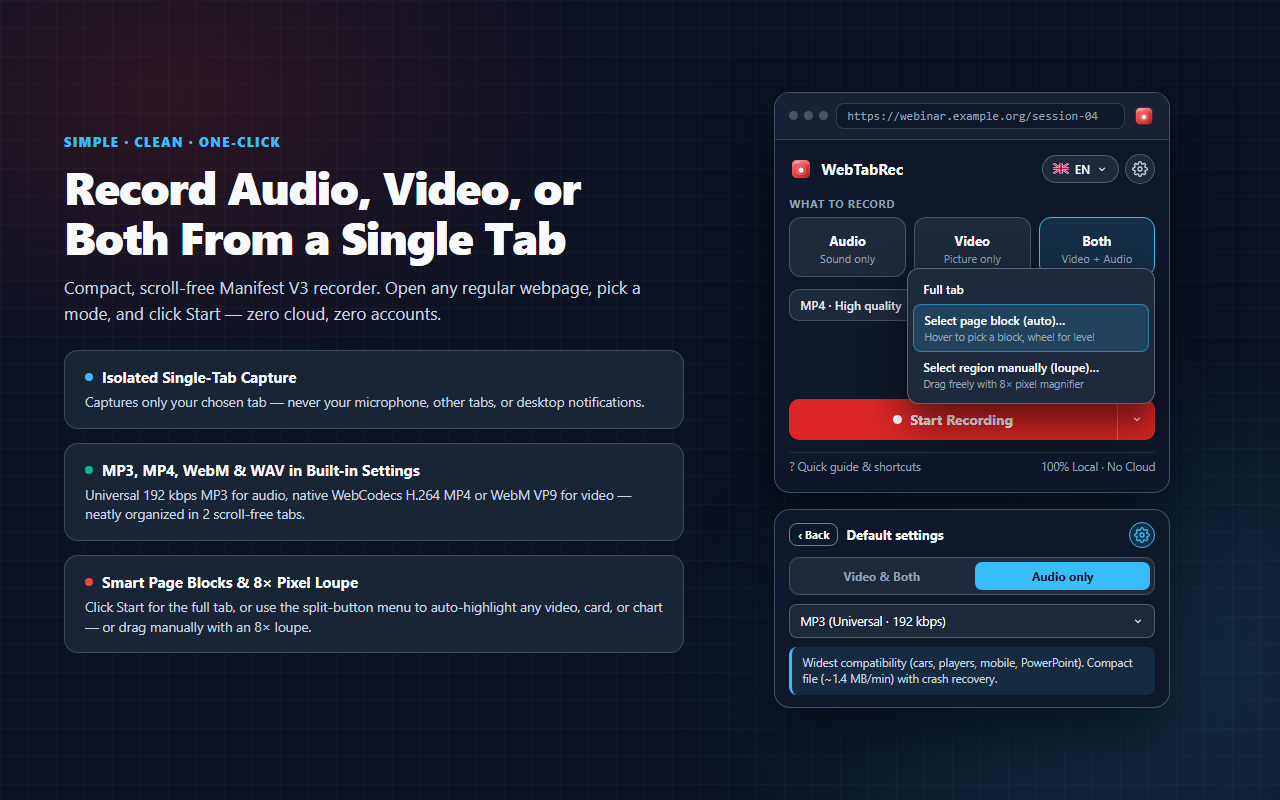 SIMPLE · CLEAN · ONE-CLICK
Record Audio, Video, or
Both From a Single Tab
Compact, scroll-free Manifest V3 recorder. Open any regular webpage, pick a
mode, and click Start — zero cloud, zero accounts.
Isolated Single-Tab Capture
Captures only your chosen tab — never your microphone, other tabs, or desktop notifications.
MP3, MP4, WebM & WAV in Built-in Settings
Universal 192 kbps MP3 for audio, native WebCodecs H.264 MP4 or WebM VP9 for video —
neatly organized in 2 scroll-free tabs.
Smart Page Blocks & 8× Pixel Loupe
Click Start for the full tab, or use the split-button menu to auto-highlight any video, card, or chart
— or drag manually with an 8× loupe.
https://webinar.example.org/session-04
WebTabRec
EN
WHAT TO RECORD
Audio
Sound only
Video
Picture only
Both
Video + Audio
MP4 · High quality
Full tab
Select page block (auto)...
Hover to pick a block, wheel for level
Select region manually (loupe)...
Drag freely with 8× pixel magnifier
Start Recording
? Quick guide & shortcuts
100% Local · No Cloud
‹ Back
Default settings
Video & Both
Audio only
MP3 (Universal · 192 kbps)
Widest compatibility (cars, players, mobile, PowerPoint). Compact
file (~1.4 MB/min) with crash recovery.